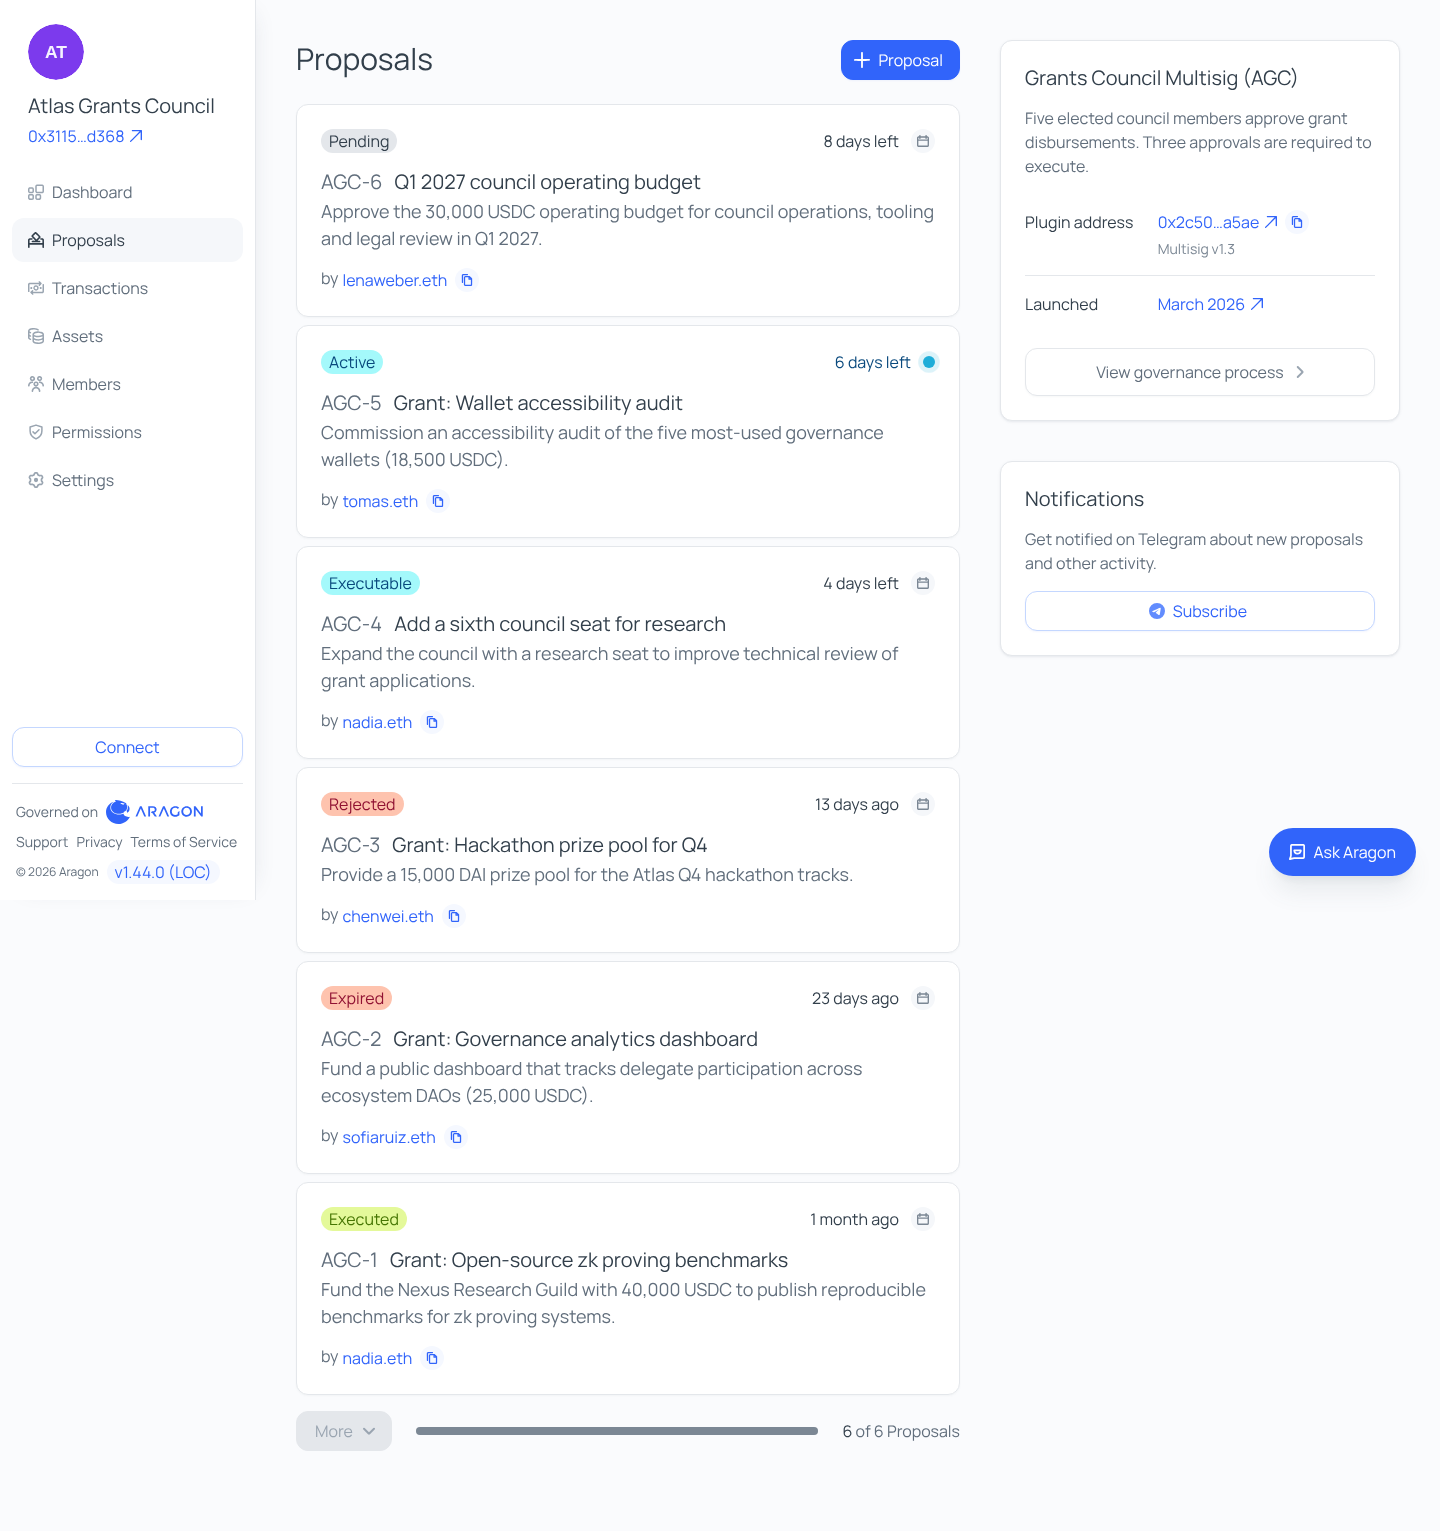 AT
Atlas Grants Council
0x3115...d368
Dashboard
Proposals
Transactions
Assets
Members
Permissions
Settings
Connect
Governed on ARAGON
Support Privacy Terms of Service
© 2026 Aragon v1.44.0 (LOC)
Proposals
Proposal
Pending 8 days left
AGC-6 Q1 2027 council operating budget
Approve the 30,000 USDC operating budget for council operations, tooling
and legal review in Q1 2027.
by lenaweber.eth
Active 6 days left
AGC-5 Grant: Wallet accessibility audit
Commission an accessibility audit of the five most-used governance
wallets (18,500 USDC).
by tomas.eth
Executable 4 days left
AGC-4 Add a sixth council seat for research
Expand the council with a research seat to improve technical review of
grant applications.
by nadia.eth
Rejected 13 days ago
AGC-3 Grant: Hackathon prize pool for Q4
Provide a 15,000 DAI prize pool for the Atlas Q4 hackathon tracks.
by chenwei.eth
Expired 23 days ago
AGC-2 Grant: Governance analytics dashboard
Fund a public dashboard that tracks delegate participation across
ecosystem DAOs (25,000 USDC).
by sofiaruiz.eth
Executed 1 month ago
AGC-1 Grant: Open-source zk proving benchmarks
Fund the Nexus Research Guild with 40,000 USDC to publish reproducible
benchmarks for zk proving systems.
by nadia.eth
More 6 of 6 Proposals
Grants Council Multisig (AGC)
Five elected council members approve grant
disbursements. Three approvals are required to
execute.
Plugin address 0x2c50...a5ae
Multisig v1.3
Launched March 2026
View governance process
Notifications
Get notified on Telegram about new proposals
and other activity.
Subscribe
Ask Aragon